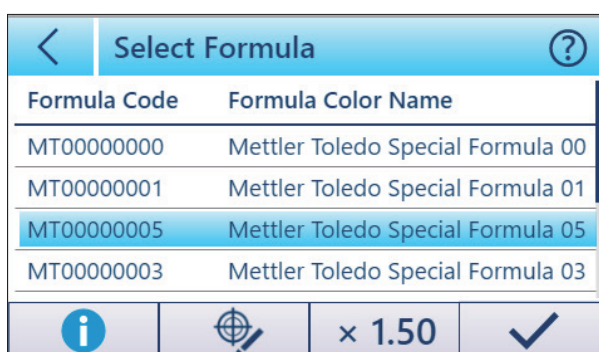 Select Formula ?
Formula Code Formula Color Name
MT00000000 Mettler Toledo Special Formula 00
MT00000001 Mettler Toledo Special Formula 01
MT00000005 Mettler Toledo Special Formula 05
MT00000003 Mettler Toledo Special Formula 03
i × 1.50